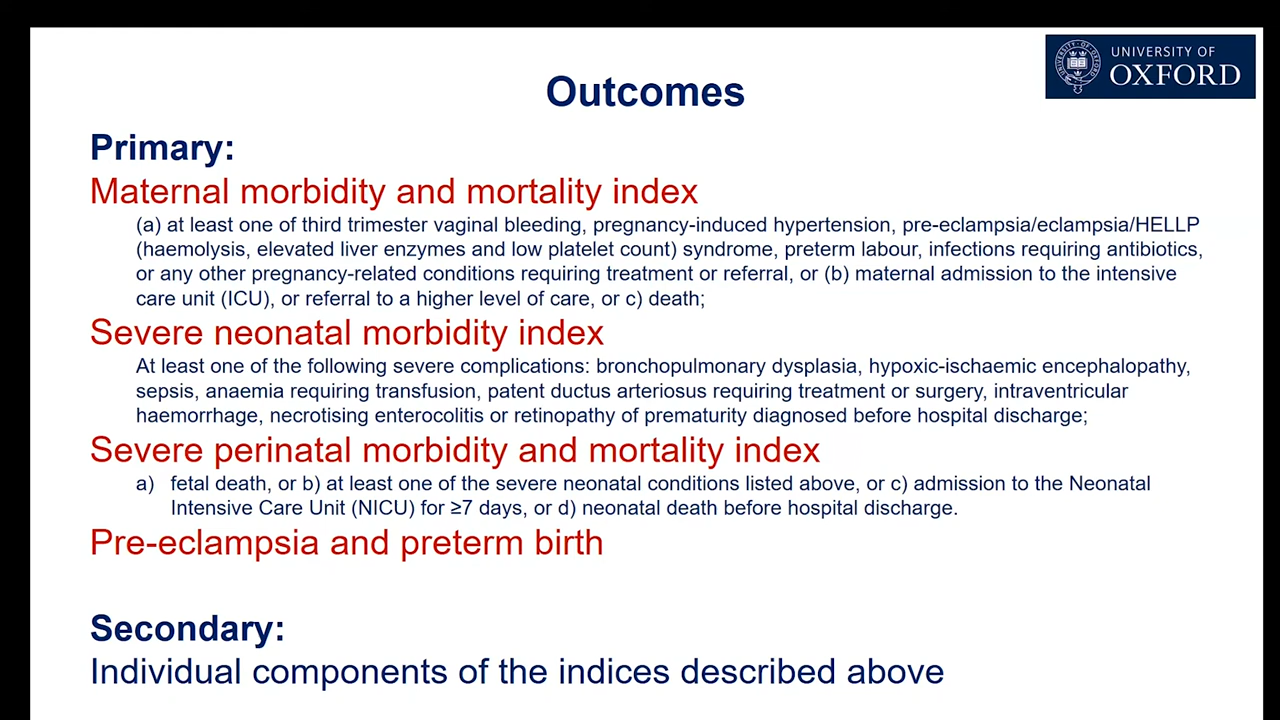 UNIVERSITY OF
OXFORD
Outcomes
Primary:
Maternal morbidity and mortality index
(a) at least one of third trimester vaginal bleeding, pregnancy-induced hypertension, pre-eclampsia/eclampsia/HELLP
(haemolysis, elevated liver enzymes and low platelet count) syndrome, preterm labour, infections requiring antibiotics,
or any other pregnancy-related conditions requiring treatment or referral, or (b) maternal admission to the intensive
care unit (ICU), or referral to a higher level of care, or c) death;
Severe neonatal morbidity index
At least one of the following severe complications: bronchopulmonary dysplasia, hypoxic-ischaemic encephalopathy,
sepsis, anaemia requiring transfusion, patent ductus arteriosus requiring treatment or surgery, intraventricular
haemorrhage, necrotising enterocolitis or retinopathy of prematurity diagnosed before hospital discharge;
Severe perinatal morbidity and mortality index
a) fetal death, or b) at least one of the severe neonatal conditions listed above, or c) admission to the Neonatal
Intensive Care Unit (NICU) for ≥7 days, or d) neonatal death before hospital discharge.
Pre-eclampsia and preterm birth
Secondary:
Individual components of the indices described above